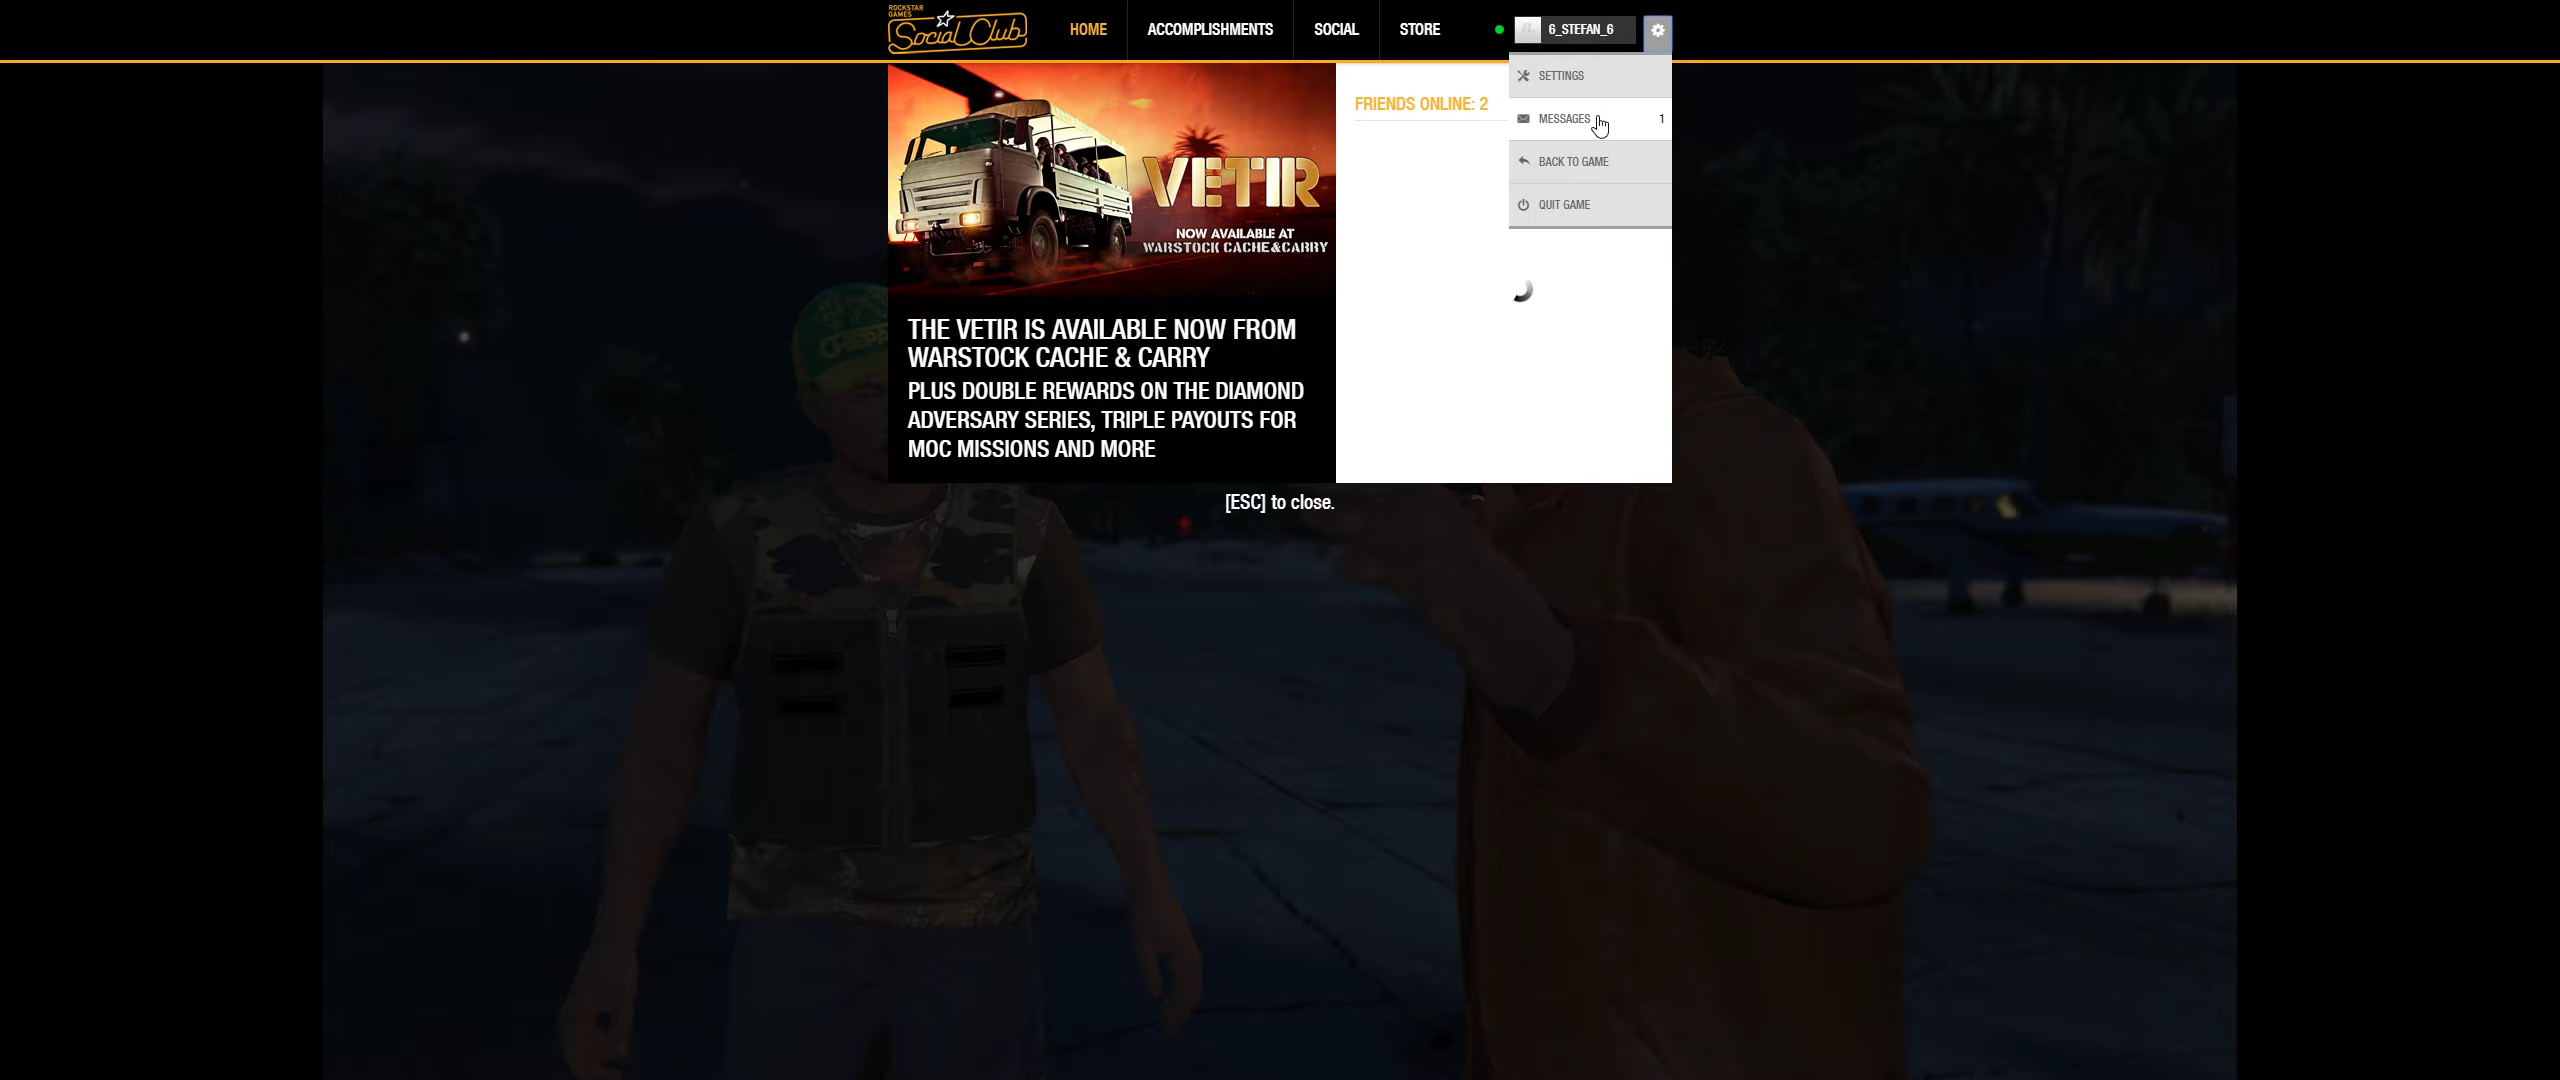 ROCKSTAR
GAMES
Social Club
HOME
ACCOMPLISHMENTS
SOCIAL
STORE
6_STEFAN_6
SETTINGS
MESSAGES 1
BACK TO GAME
QUIT GAME
FRIENDS ONLINE: 2
VETIR
NOW AVAILABLE AT
WARSTOCK CACHE&CARRY
THE VETIR IS AVAILABLE NOW FROM
WARSTOCK CACHE & CARRY
PLUS DOUBLE REWARDS ON THE DIAMOND
ADVERSARY SERIES, TRIPLE PAYOUTS FOR
MOC MISSIONS AND MORE
[ESC] to close.